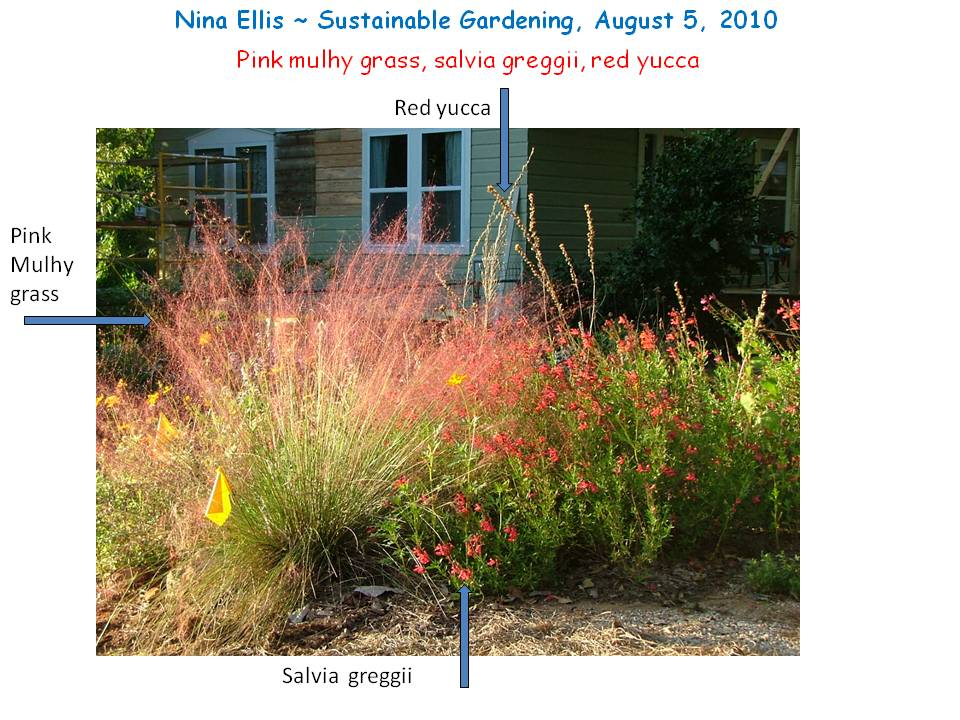 Nina Ellis ~ Sustainable Gardening, August 5, 2010
Pink mulhy grass, salvia greggii, red yucca
Red yucca
Pink
Mulhy
grass
Salvia greggii